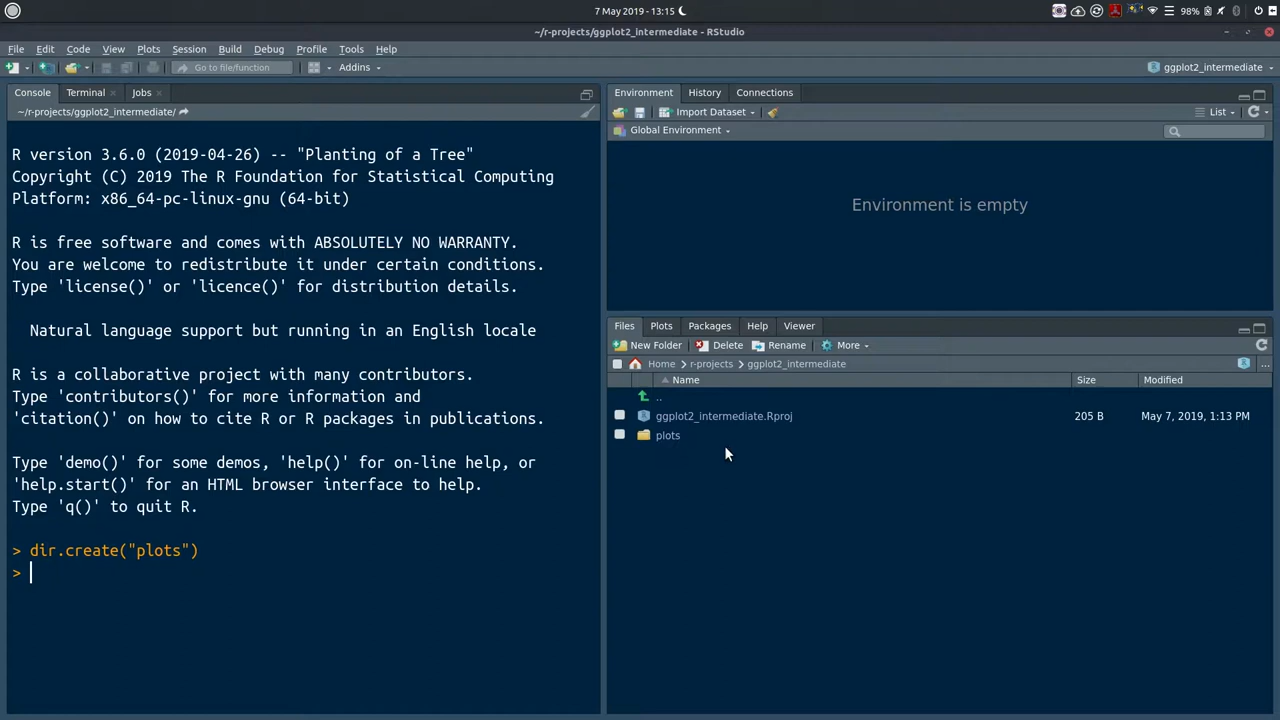 7 May 2019 - 13:15
98%
~/r-projects/ggplot2_intermediate - RStudio
File Edit Code View Plots Session Build Debug Profile Tools Help
Go to file/function Addins ggplot2_intermediate
Console Terminal Jobs
~/r-projects/ggplot2_intermediate/
R version 3.6.0 (2019-04-26) -- "Planting of a Tree"
Copyright (C) 2019 The R Foundation for Statistical Computing
Platform: x86_64-pc-linux-gnu (64-bit)
R is free software and comes with ABSOLUTELY NO WARRANTY.
You are welcome to redistribute it under certain conditions.
Type 'license()' or 'licence()' for distribution details.
Natural language support but running in an English locale
R is a collaborative project with many contributors.
Type 'contributors()' for more information and
'citation()' on how to cite R or R packages in publications.
Type 'demo()' for some demos, 'help()' for on-line help, or
'help.start()' for an HTML browser interface to help.
Type 'q()' to quit R.
> dir.create("plots")
>
Environment History Connections
Import Dataset List
Global Environment
Environment is empty
Files Plots Packages Help Viewer
New Folder Delete Rename More
Home r-projects ggplot2_intermediate ...
Name Size Modified
..
ggplot2_intermediate.Rproj 205 B May 7, 2019, 1:13 PM
plots